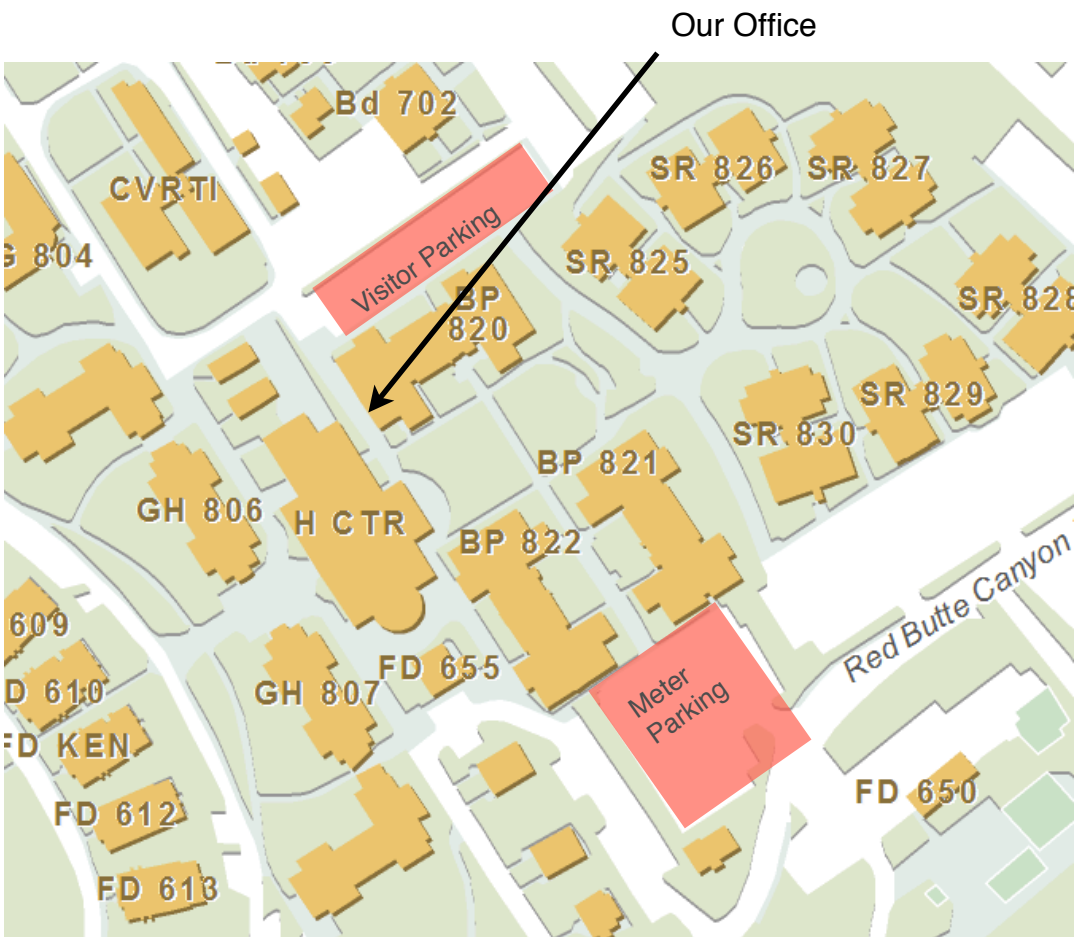 Our Office
Bd 702
CVRTI
SR 826
SR 827
G 804
Visitor Parking
SR 825
BP
820
SR 828
SR 829
SR 830
BP 821
GH 806
H CTR
BP 822
Red Butte Canyon
609
FD 655
D 610
GH 807
Meter
Parking
FD KEN
FD 650
FD 612
FD 613